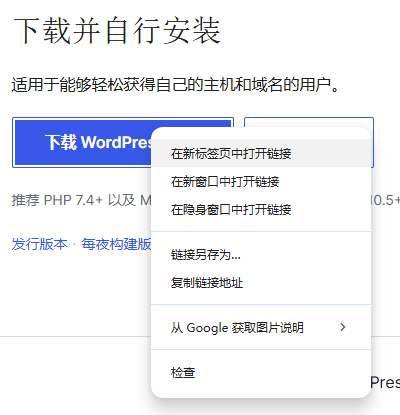 下载并自行安装
适用于能够轻松获得自己的主机和域名的用户。
下载 WordPres
在新标签页中打开链接
在新窗口中打开链接
在隐身窗口中打开链接
推荐 PHP 7.4+ 以及 M
10.5+
发行版本 · 每夜构建版
链接另存为...
复制链接地址
从 Google 获取图片说明
检查
Pres